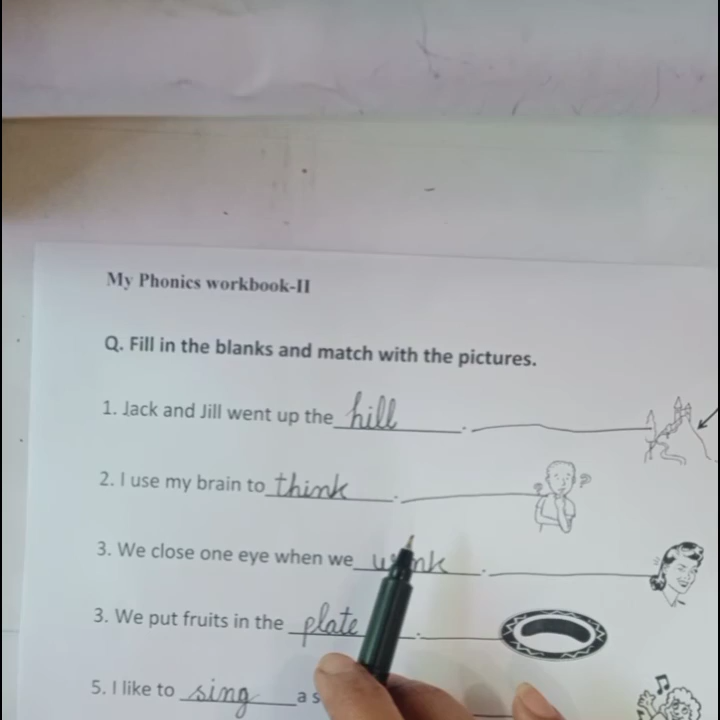 My Phonics workbook-II
Q. Fill in the blanks and match with the pictures.
1. Jack and Jill went up the hill.
2. I use my brain to think.
3. We close one eye when we wink.
3. We put fruits in the plate.
5. I like to sing a